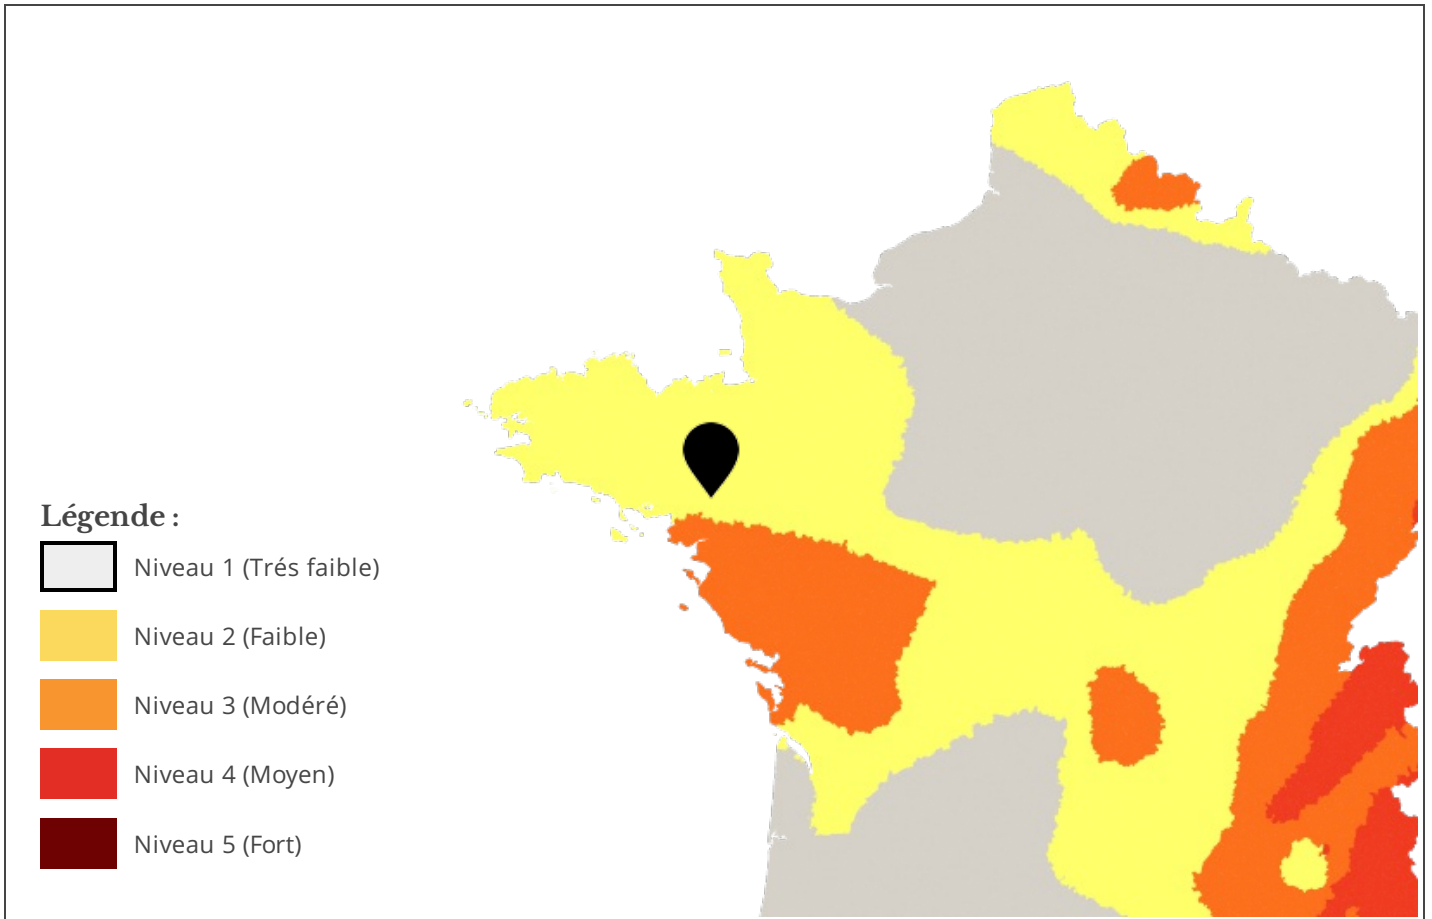 Légende :
Niveau 1 (Trés faible)
Niveau 2 (Faible)
Niveau 3 (Modéré)
Niveau 4 (Moyen)
Niveau 5 (Fort)